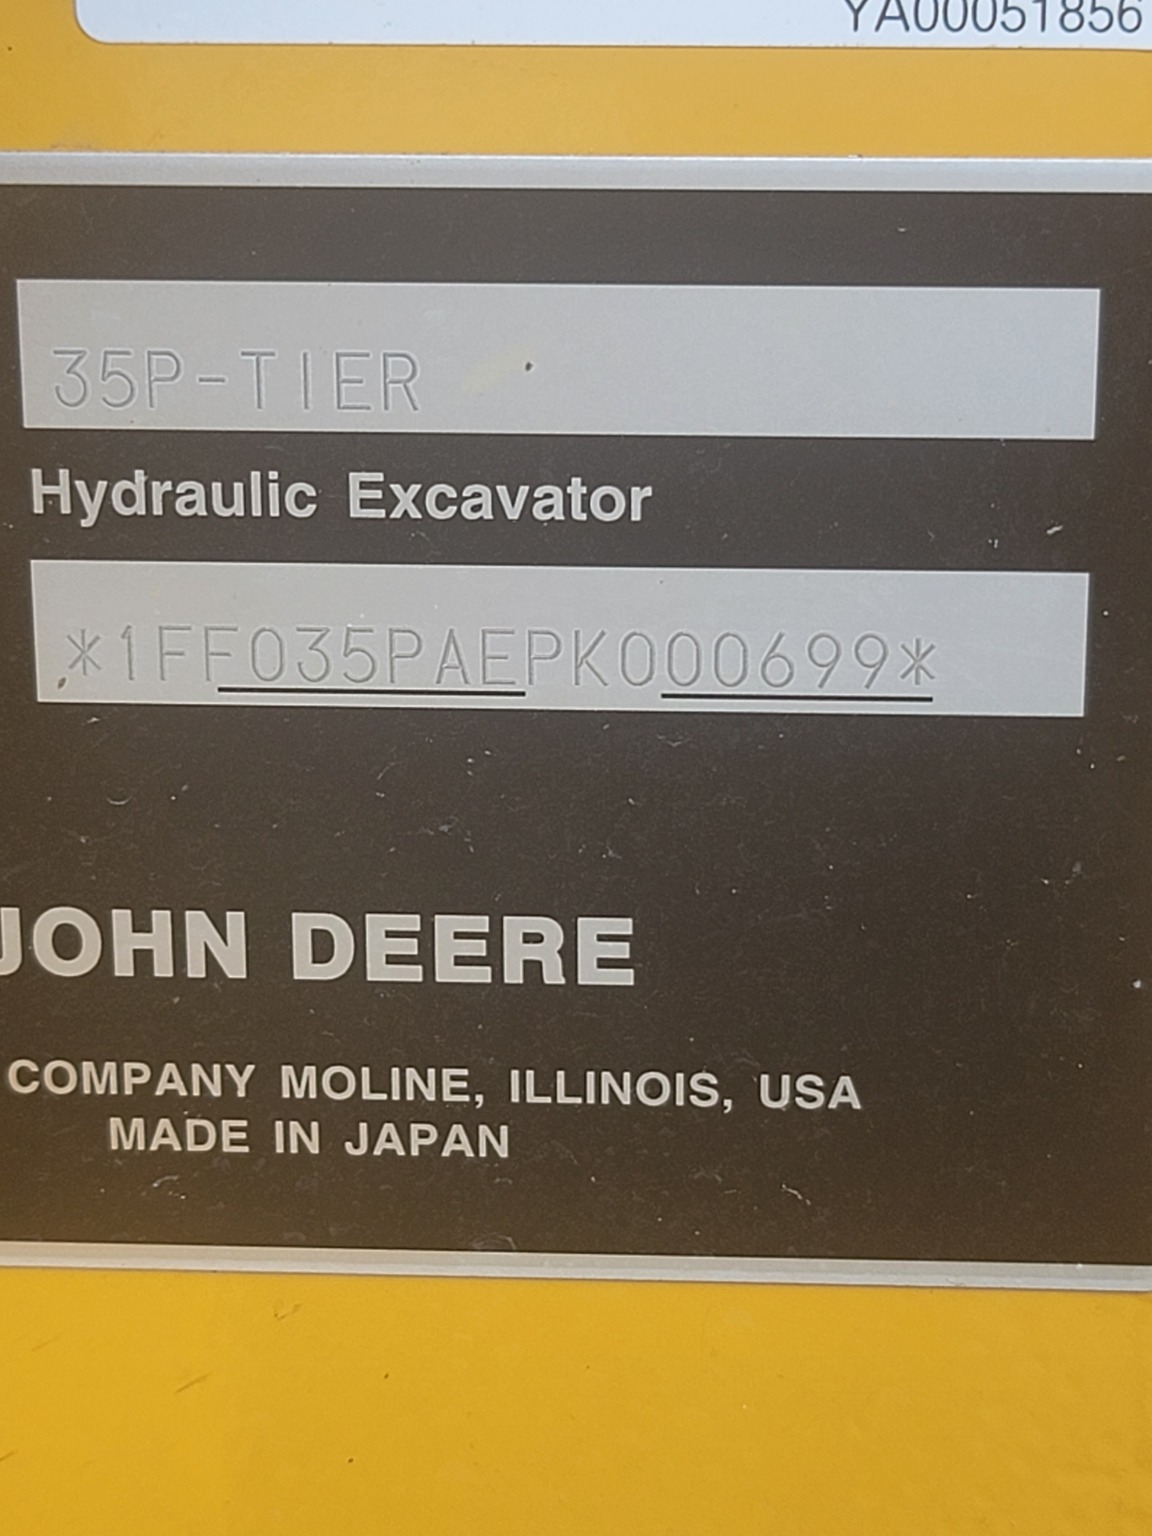 YA00051856
35P-TIER
Hydraulic Excavator
*1FF035PAEPK000699*
JOHN DEERE
COMPANY MOLINE, ILLINOIS, USA
MADE IN JAPAN